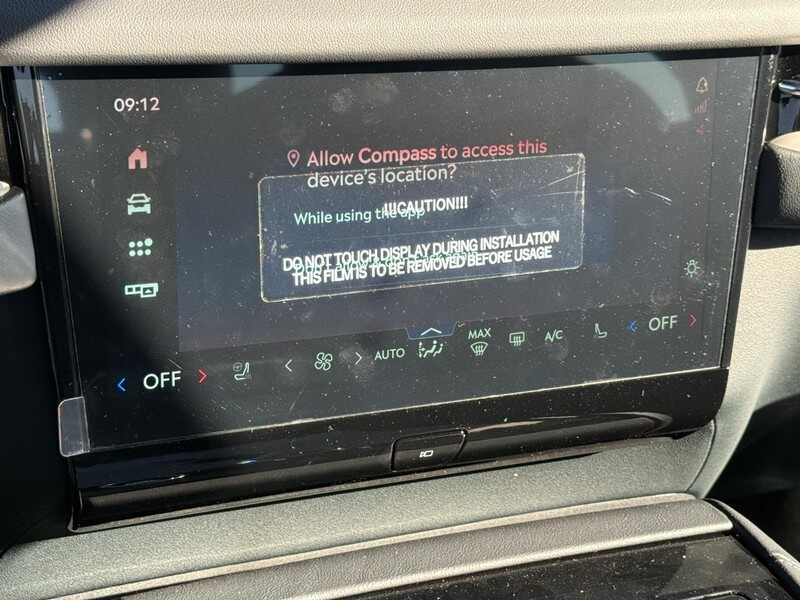 09:12
Allow Compass to access this
device's location?
While using the app
!!!CAUTION!!!
DO NOT TOUCH DISPLAY DURING INSTALLATION
THIS FILM IS TO BE REMOVED BEFORE USAGE
OFF
AUTO
MAX
A/C
OFF